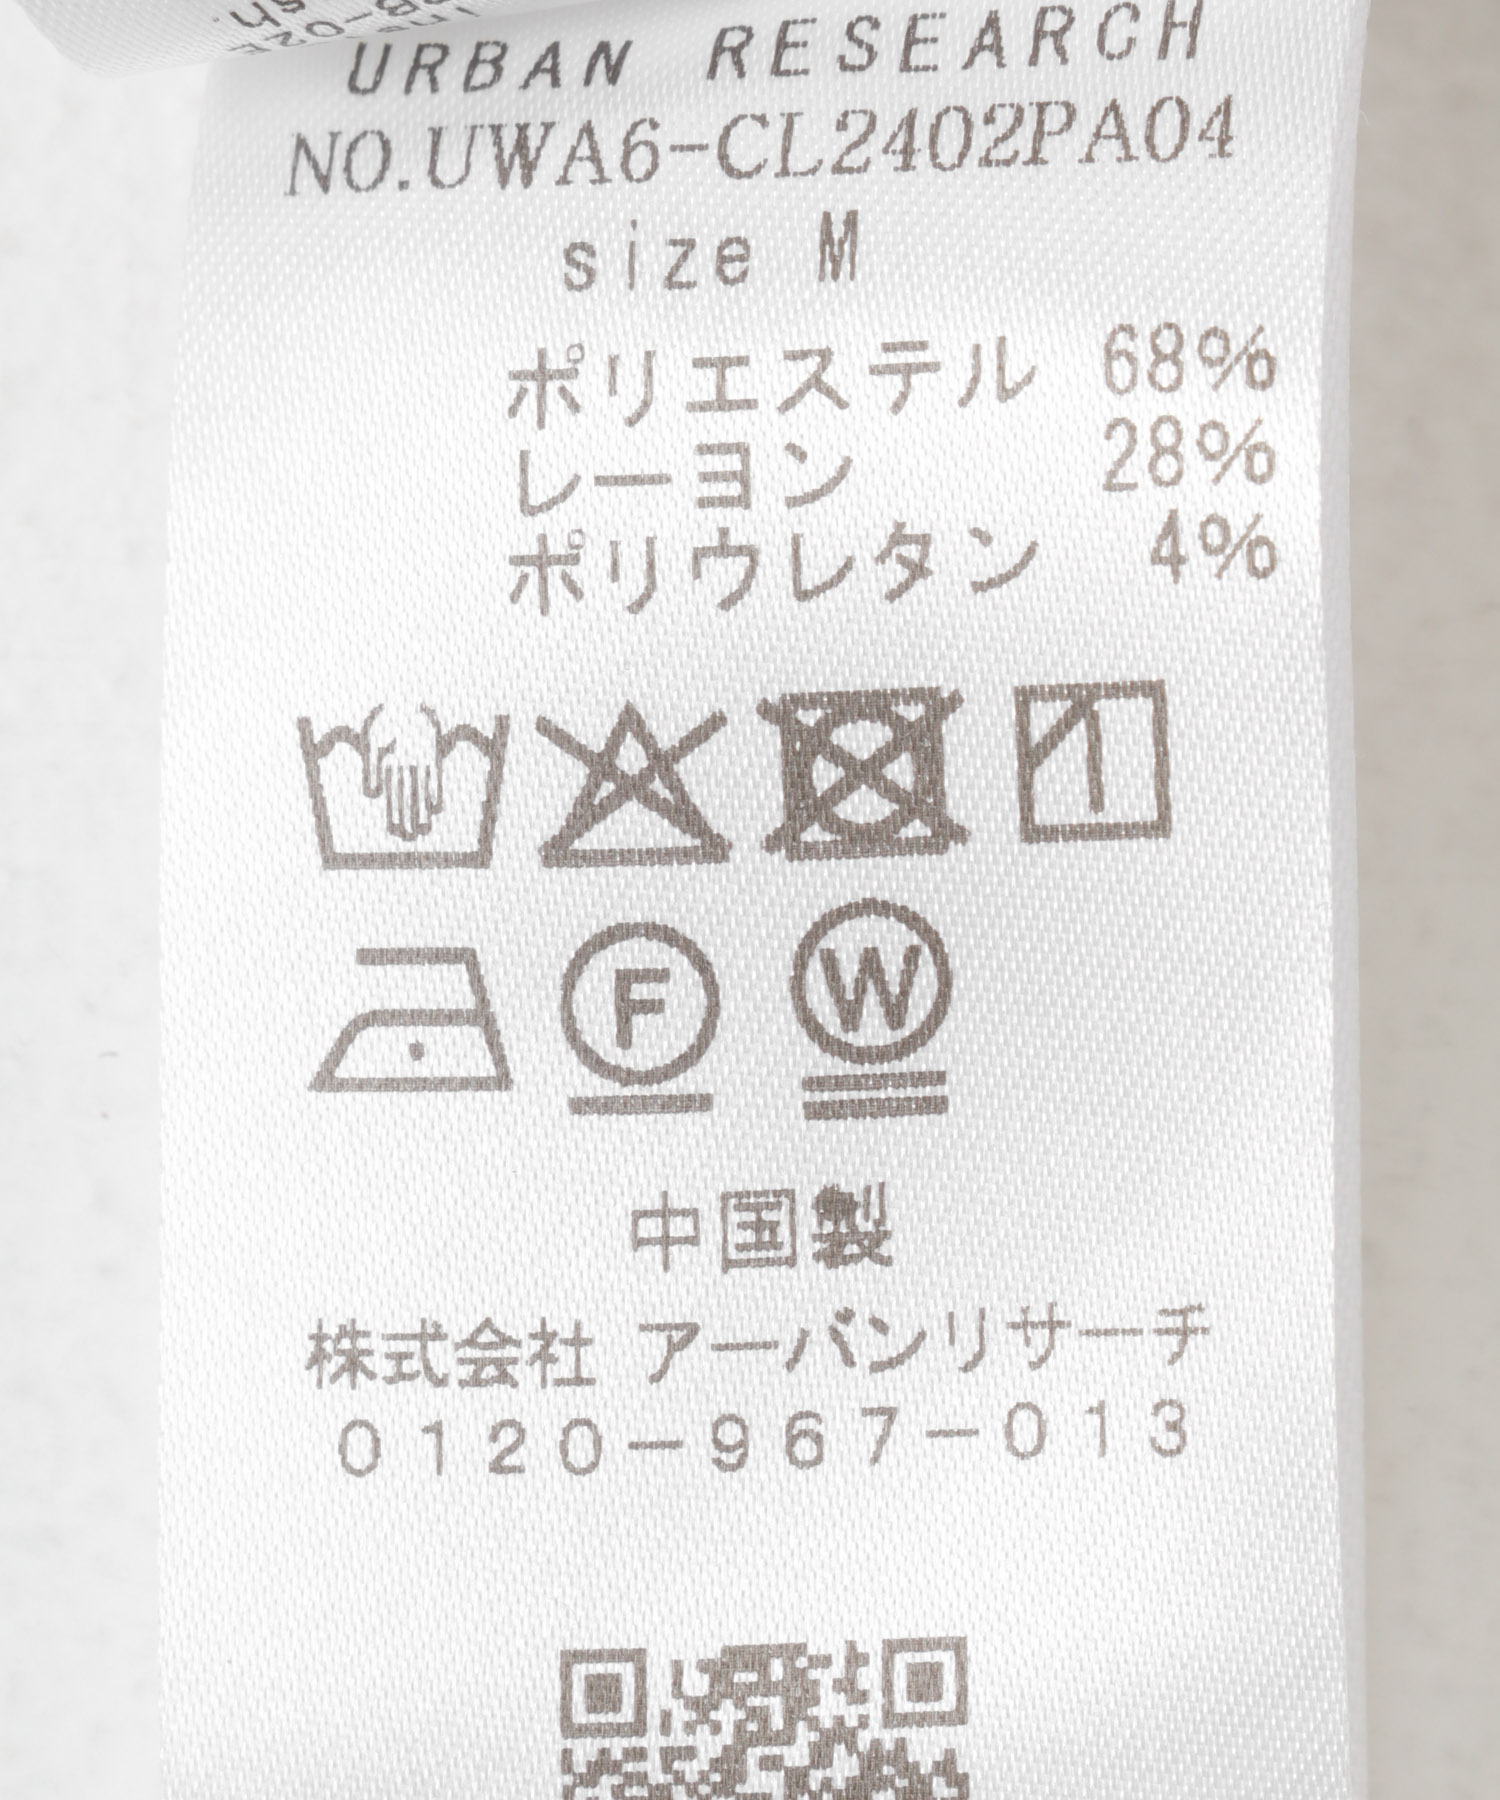 URBAN RESEARCH
NO.UWA6-CL2402PA04
size M
ポリエステル 68%
レーヨン 28%
ポリウレタン 4%
F
W
中国製
株式会社 アーバンリサーチ
0120-967-013